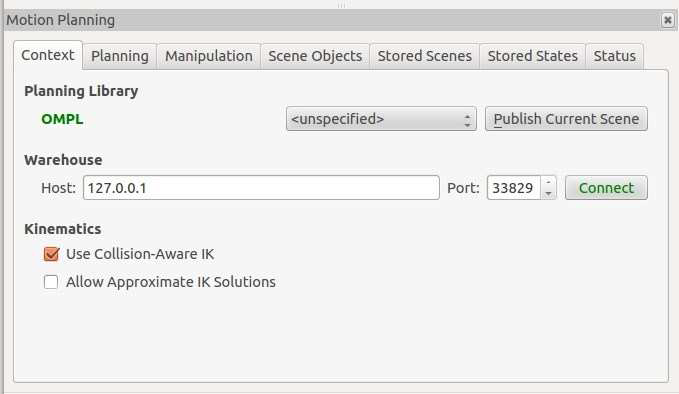 Motion Planning
Context Planning Manipulation Scene Objects Stored Scenes Stored States Status
Planning Library
OMPL <unspecified> Publish Current Scene
Warehouse
Host: 127.0.0.1 Port: 33829 Connect
Kinematics
Use Collision-Aware IK
Allow Approximate IK Solutions